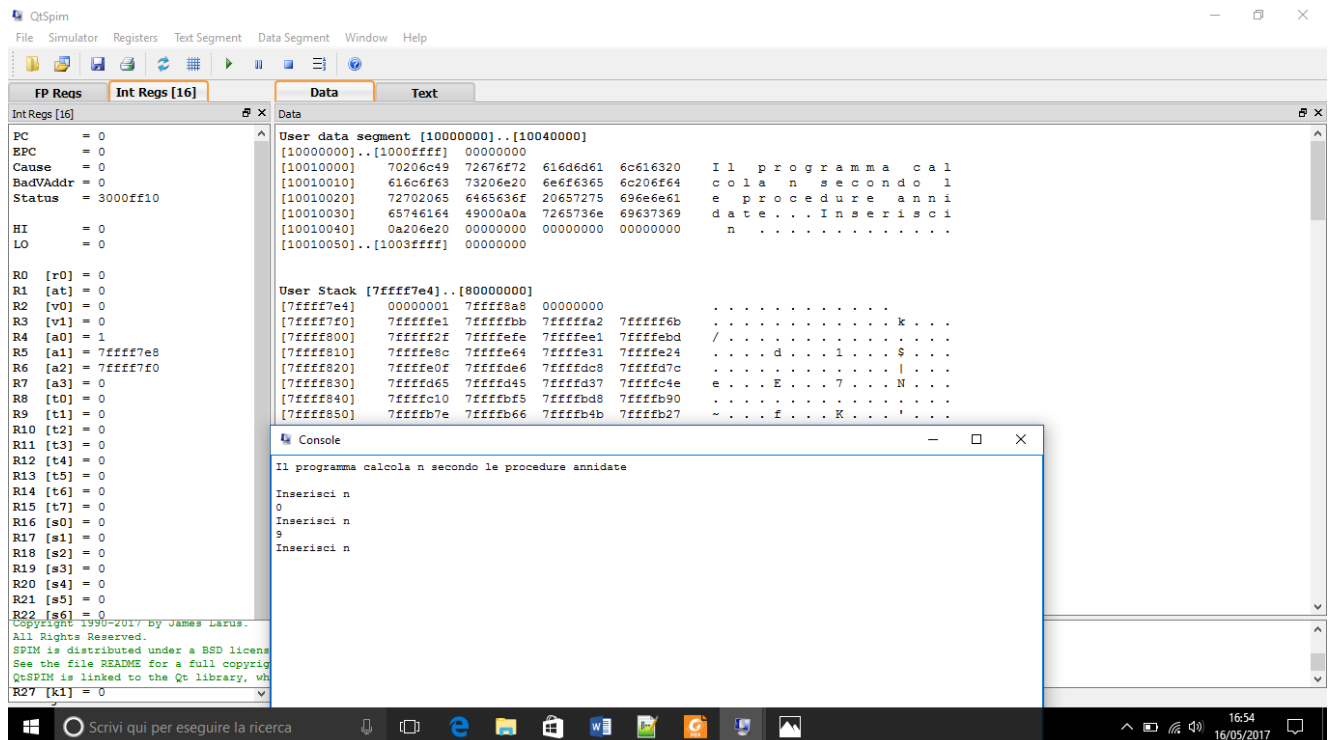 QtSpim
File Simulator Registers Text Segment Data Segment Window Help
FP Regs Int Regs [16] Data Text
Int Regs [16]
PC = 0
EPC = 0
Cause = 0
BadVAddr = 0
Status = 3000ff10
HI = 0
LO = 0
R0 [r0] = 0
R1 [at] = 0
R2 [v0] = 0
R3 [v1] = 0
R4 [a0] = 1
R5 [a1] = 7ffff7e8
R6 [a2] = 7ffff7f0
R7 [a3] = 0
R8 [t0] = 0
R9 [t1] = 0
R10 [t2] = 0
R11 [t3] = 0
R12 [t4] = 0
R13 [t5] = 0
R14 [t6] = 0
R15 [t7] = 0
R16 [s0] = 0
R17 [s1] = 0
R18 [s2] = 0
R19 [s3] = 0
R20 [s4] = 0
R21 [s5] = 0
R22 [s6] = 0
Data
User data segment [10000000]..[10040000]
[10000000]..[1000ffff] 00000000
[10010000] 70206c49 72676f72 616d6d61 6c616320 I l p r o g r a m m a c a l
[10010010] 616c6f63 73206e20 6e6f6365 6c206f64 c o l a n s e c o n d o l
[10010020] 72702065 6465636f 20657275 696e6e61 e p r o c e d u r e a n n i
[10010030] 65746164 49000a0a 7265736e 69637369 d a t e . . . I n s e r i s c i
[10010040] 0a206e20 00000000 00000000 00000000 n . . . . . . . . . . . . .
[10010050]..[1003ffff] 00000000
User Stack [7ffff7e4]..[80000000]
[7ffff7e4] 00000001 7ffff8a8 00000000 . . . . . . . . . . . .
[7ffff7f0] 7fffffe1 7fffffbb 7fffffa2 7fffff6b . . . . . . . . . . . . k . . .
[7ffff800] 7fffff2f 7ffffefe 7ffffee1 7ffffebd / . . . . . . . . . . . . . . .
[7ffff810] 7ffffe8c 7ffffe64 7ffffe31 7ffffe24 . . . . d . . . 1 . . . $ . . .
[7ffff820] 7ffffe0f 7ffffde6 7ffffdc8 7ffffd7c . . . . . . . . . . . . | . . .
[7ffff830] 7ffffd65 7ffffd45 7ffffd37 7ffffc4e e . . . E . . . 7 . . . N . . .
[7ffff840] 7ffffc10 7ffffbf5 7ffffbd8 7ffffb90 . . . . . . . . . . . . . . . .
[7ffff850] 7ffffb7e 7ffffb66 7ffffb4b 7ffffb27 ~ . . . f . . . K . . . ' . . .
Console
Il programma calcola n secondo le procedure annidate
Inserisci n
0
Inserisci n
9
Inserisci n
Copyright 1990-2017 by James Larus.
All Rights Reserved.
SPIM is distributed under a BSD licens
See the file README for a full copyrig
QtSPIM is linked to the Qt library, wh
R27 [k1] = 0
Scrivi qui per eseguire la ricerca
16:54
16/05/2017